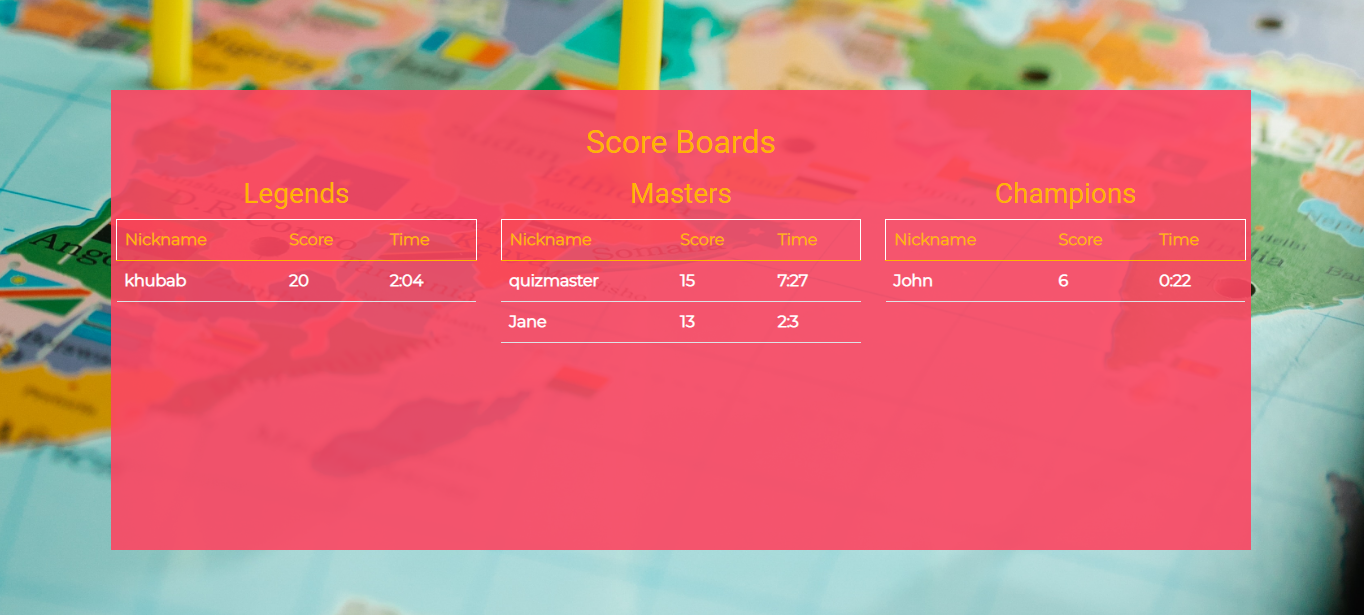 Score Boards
Legends
Nickname Score Time
khubab 20 2:04
Masters
Nickname Score Time
quizmaster 15 7:27
Jane 13 2:3
Champions
Nickname Score Time
John 6 0:22